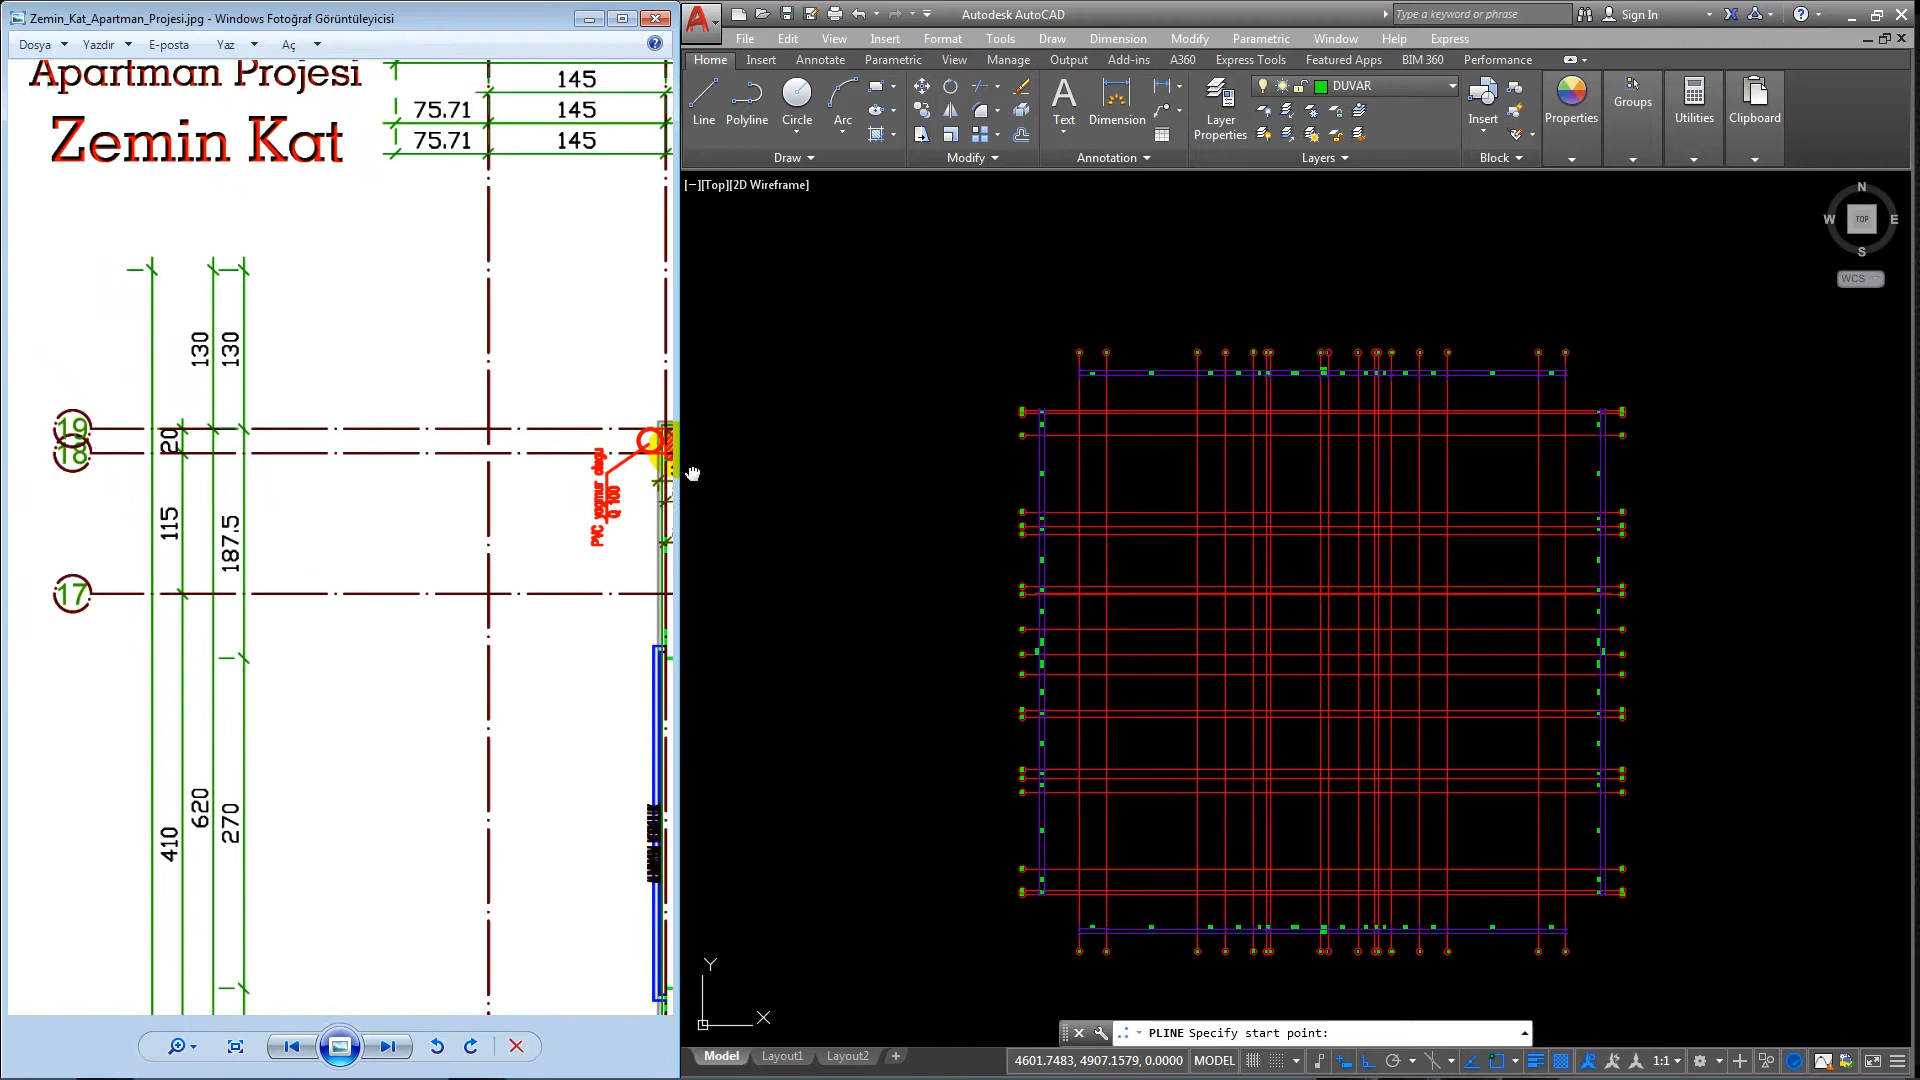 Zemin_Kat_Apartman_Projesi.jpg - Windows Fotoğraf Görüntüleyicisi
Dosya Yazdır E-posta Yaz Aç
Apartman Projesi
Zemin Kat
145
75.71 145
75.71 145
130 130
19
20
18
115
187.5
17
620
410
270
PVC yagmur olugu
Q 100
Autodesk AutoCAD
Type a keyword or phrase
Sign In
File Edit View Insert Format Tools Draw Dimension Modify Parametric Window Help Express
Home Insert Annotate Parametric View Manage Output Add-ins A360 Express Tools Featured Apps BIM 360 Performance
Line Polyline Circle Arc
Text Dimension
Layer Properties
DUVAR
Insert
Properties
Groups
Utilities
Clipboard
Draw Modify Annotation Layers Block
[−][Top][2D Wireframe]
N
W TOP E
S
WCS
Y
X
PLINE Specify start point:
Model Layout1 Layout2 +
4601.7483, 4907.1579, 0.0000 MODEL 1:1